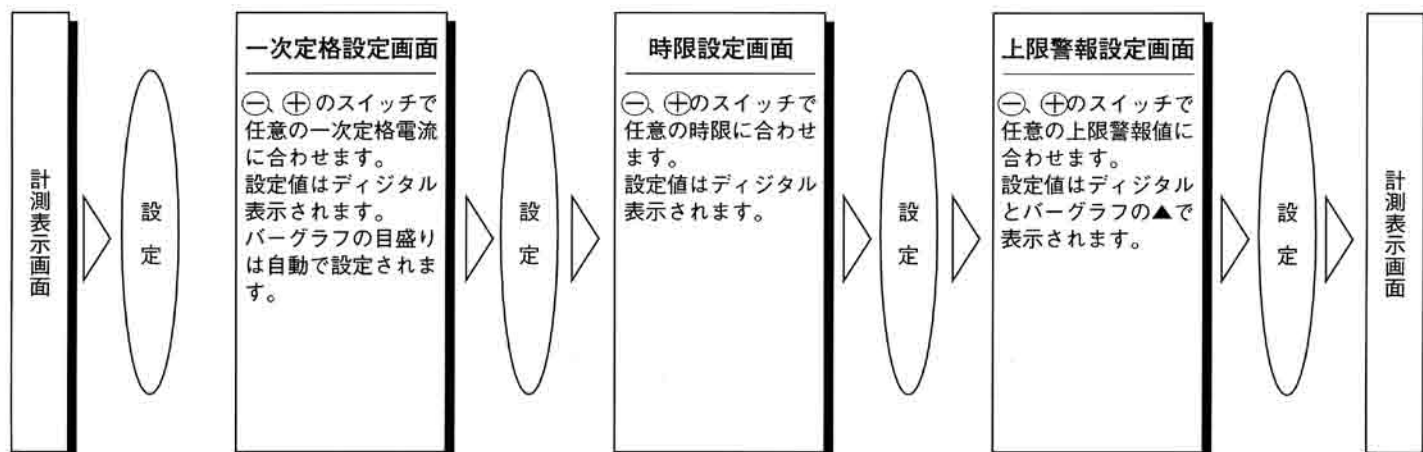 計測表示画面
設定
一次定格設定画面
⊖、⊕のスイッチで
任意の一次定格電流
に合わせます。
設定値はディジタル
表示されます。
バーグラフの目盛り
は自動で設定されま
す。
設定
時限設定画面
⊖、⊕のスイッチで
任意の時限に合わせ
ます。
設定値はディジタル
表示されます。
設定
上限警報設定画面
⊖、⊕のスイッチで
任意の上限警報値に
合わせます。
設定値はディジタル
とバーグラフの▲で
表示されます。
設定
計測表示画面